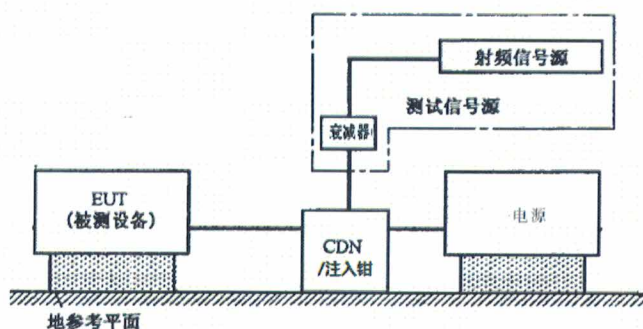 射频信号源
测试信号源
衰减器
EUT
(被测设备)
CDN
/注入钳
电源
地参考平面